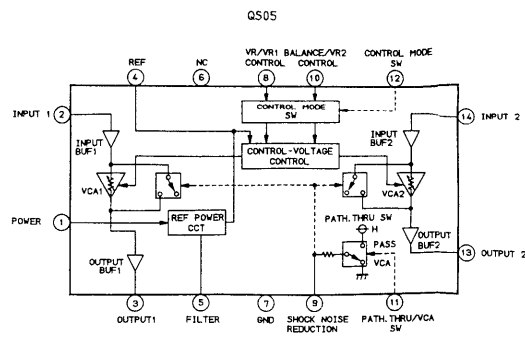 QS05
VR/VR1 BALANCE/VR2 CONTROL MODE
REF NC CONTROL CONTROL SW
4 6 8 10 12
CONTROL MODE
SW
INPUT 1 2
14 INPUT 2
INPUT
BUF1
INPUT
BUF2
CONTROL-VOLTAGE
CONTROL
VCA1
VCA2
POWER 1
REF POWER
CCT
PATH.THRU SW
H
PASS
VCA
OUTPUT
BUF1
OUTPUT
BUF2
13 OUTPUT 2
3 5 7 9 11
OUTPUT1 FILTER GND SHOCK NOISE PATH.THRU/VCA
REDUCTION SW